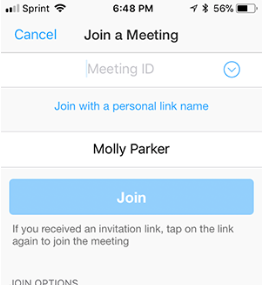 Sprint 6:48 PM 56%
Cancel Join a Meeting
Meeting ID
Join with a personal link name
Molly Parker
Join
If you received an invitation link, tap on the link
again to join the meeting
JOIN OPTIONS